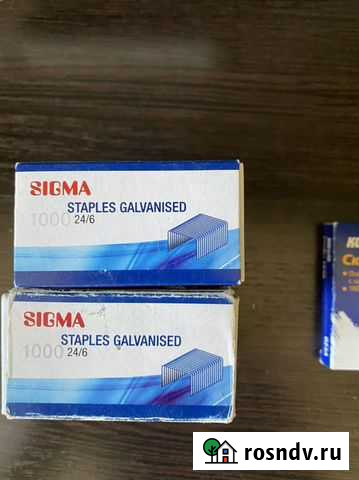 SIGMA
STAPLES GALVANISED
1000 24/6
SIGMA
STAPLES GALVANISED
1000 24/6
rosndv.ru